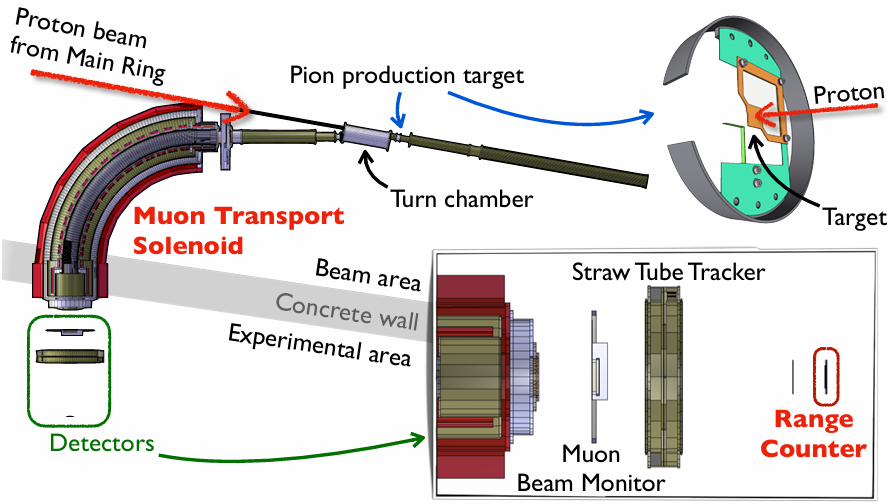 Proton beam
from Main Ring
Pion production target
Proton
Turn chamber
Target
Muon Transport
Solenoid
Beam area
Concrete wall
Experimental area
Straw Tube Tracker
Range
Counter
Detectors
Muon
Beam Monitor